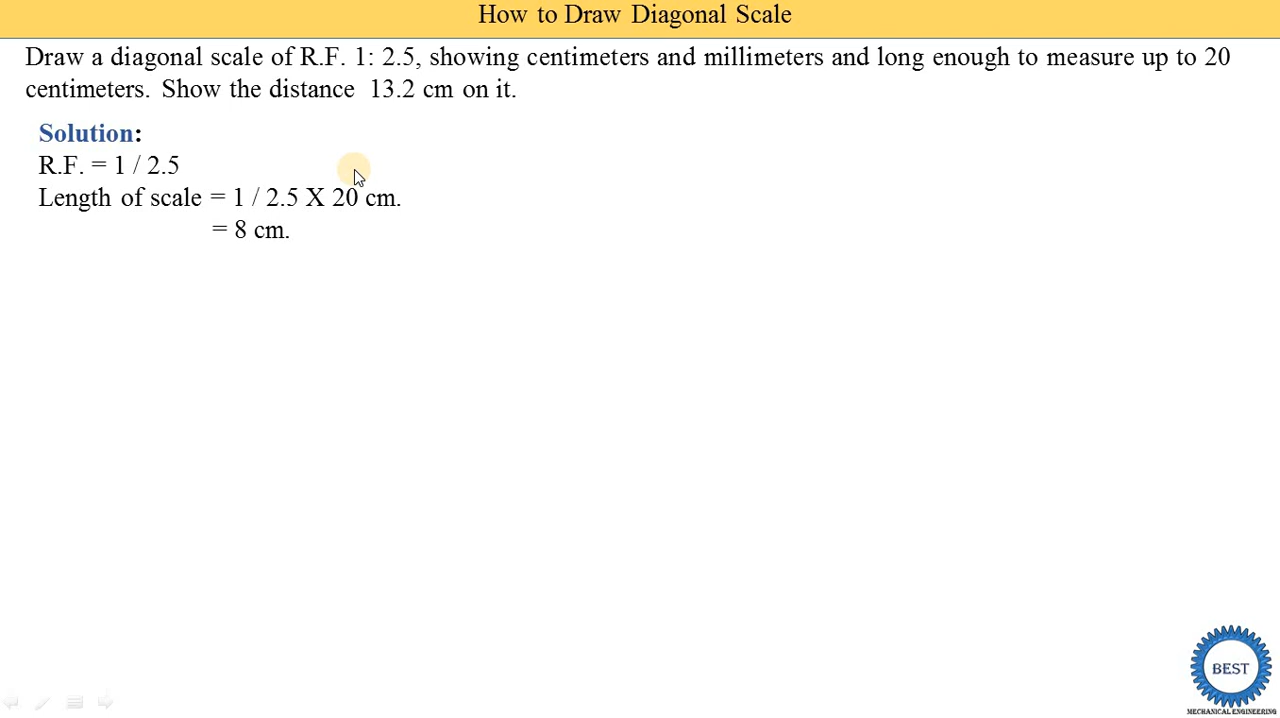 How to Draw Diagonal Scale
Draw a diagonal scale of R.F. 1: 2.5, showing centimeters and millimeters and long enough to measure up to 20
centimeters. Show the distance 13.2 cm on it.
Solution:
R.F. = 1 / 2.5
Length of scale = 1 / 2.5 X 20 cm.
= 8 cm.
BEST
MECHANICAL ENGINEERING